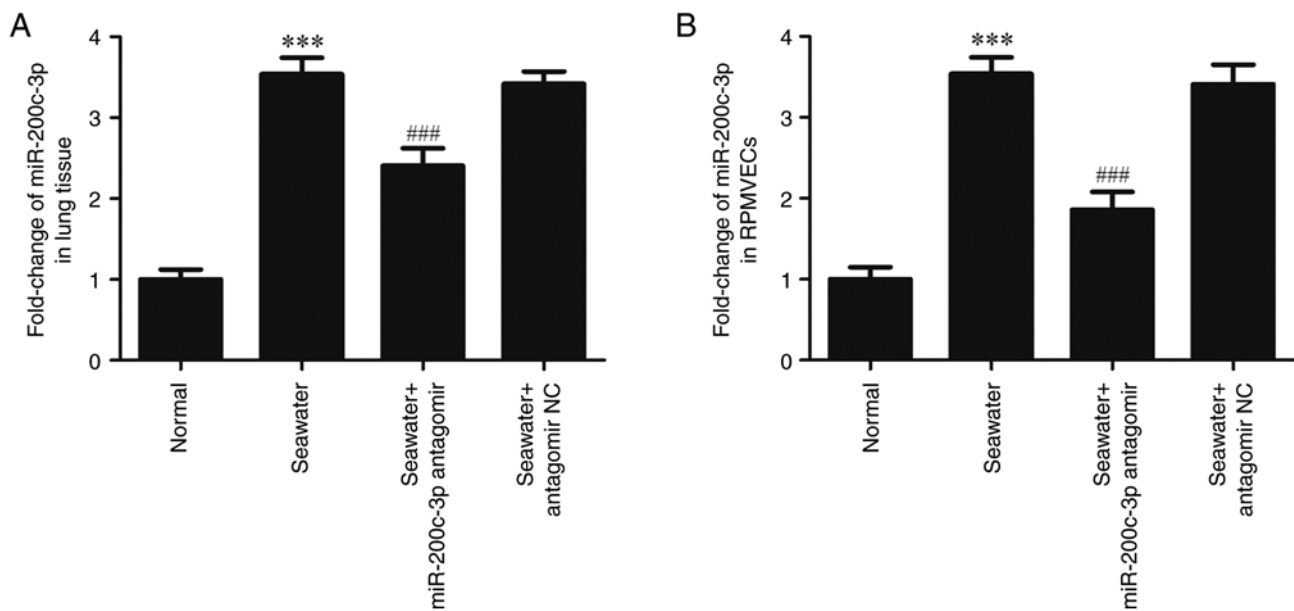 A
Fold-change of miR-200c-3p
in lung tissue
4
3
2
1
0
***
###
Normal
Seawater
Seawater+
miR-200c-3p antagomir
Seawater+
antagomir NC
B
Fold-change of miR-200c-3p
in RPMVECs
4
3
2
1
0
***
###
Normal
Seawater
Seawater+
miR-200c-3p antagomir
Seawater+
antagomir NC